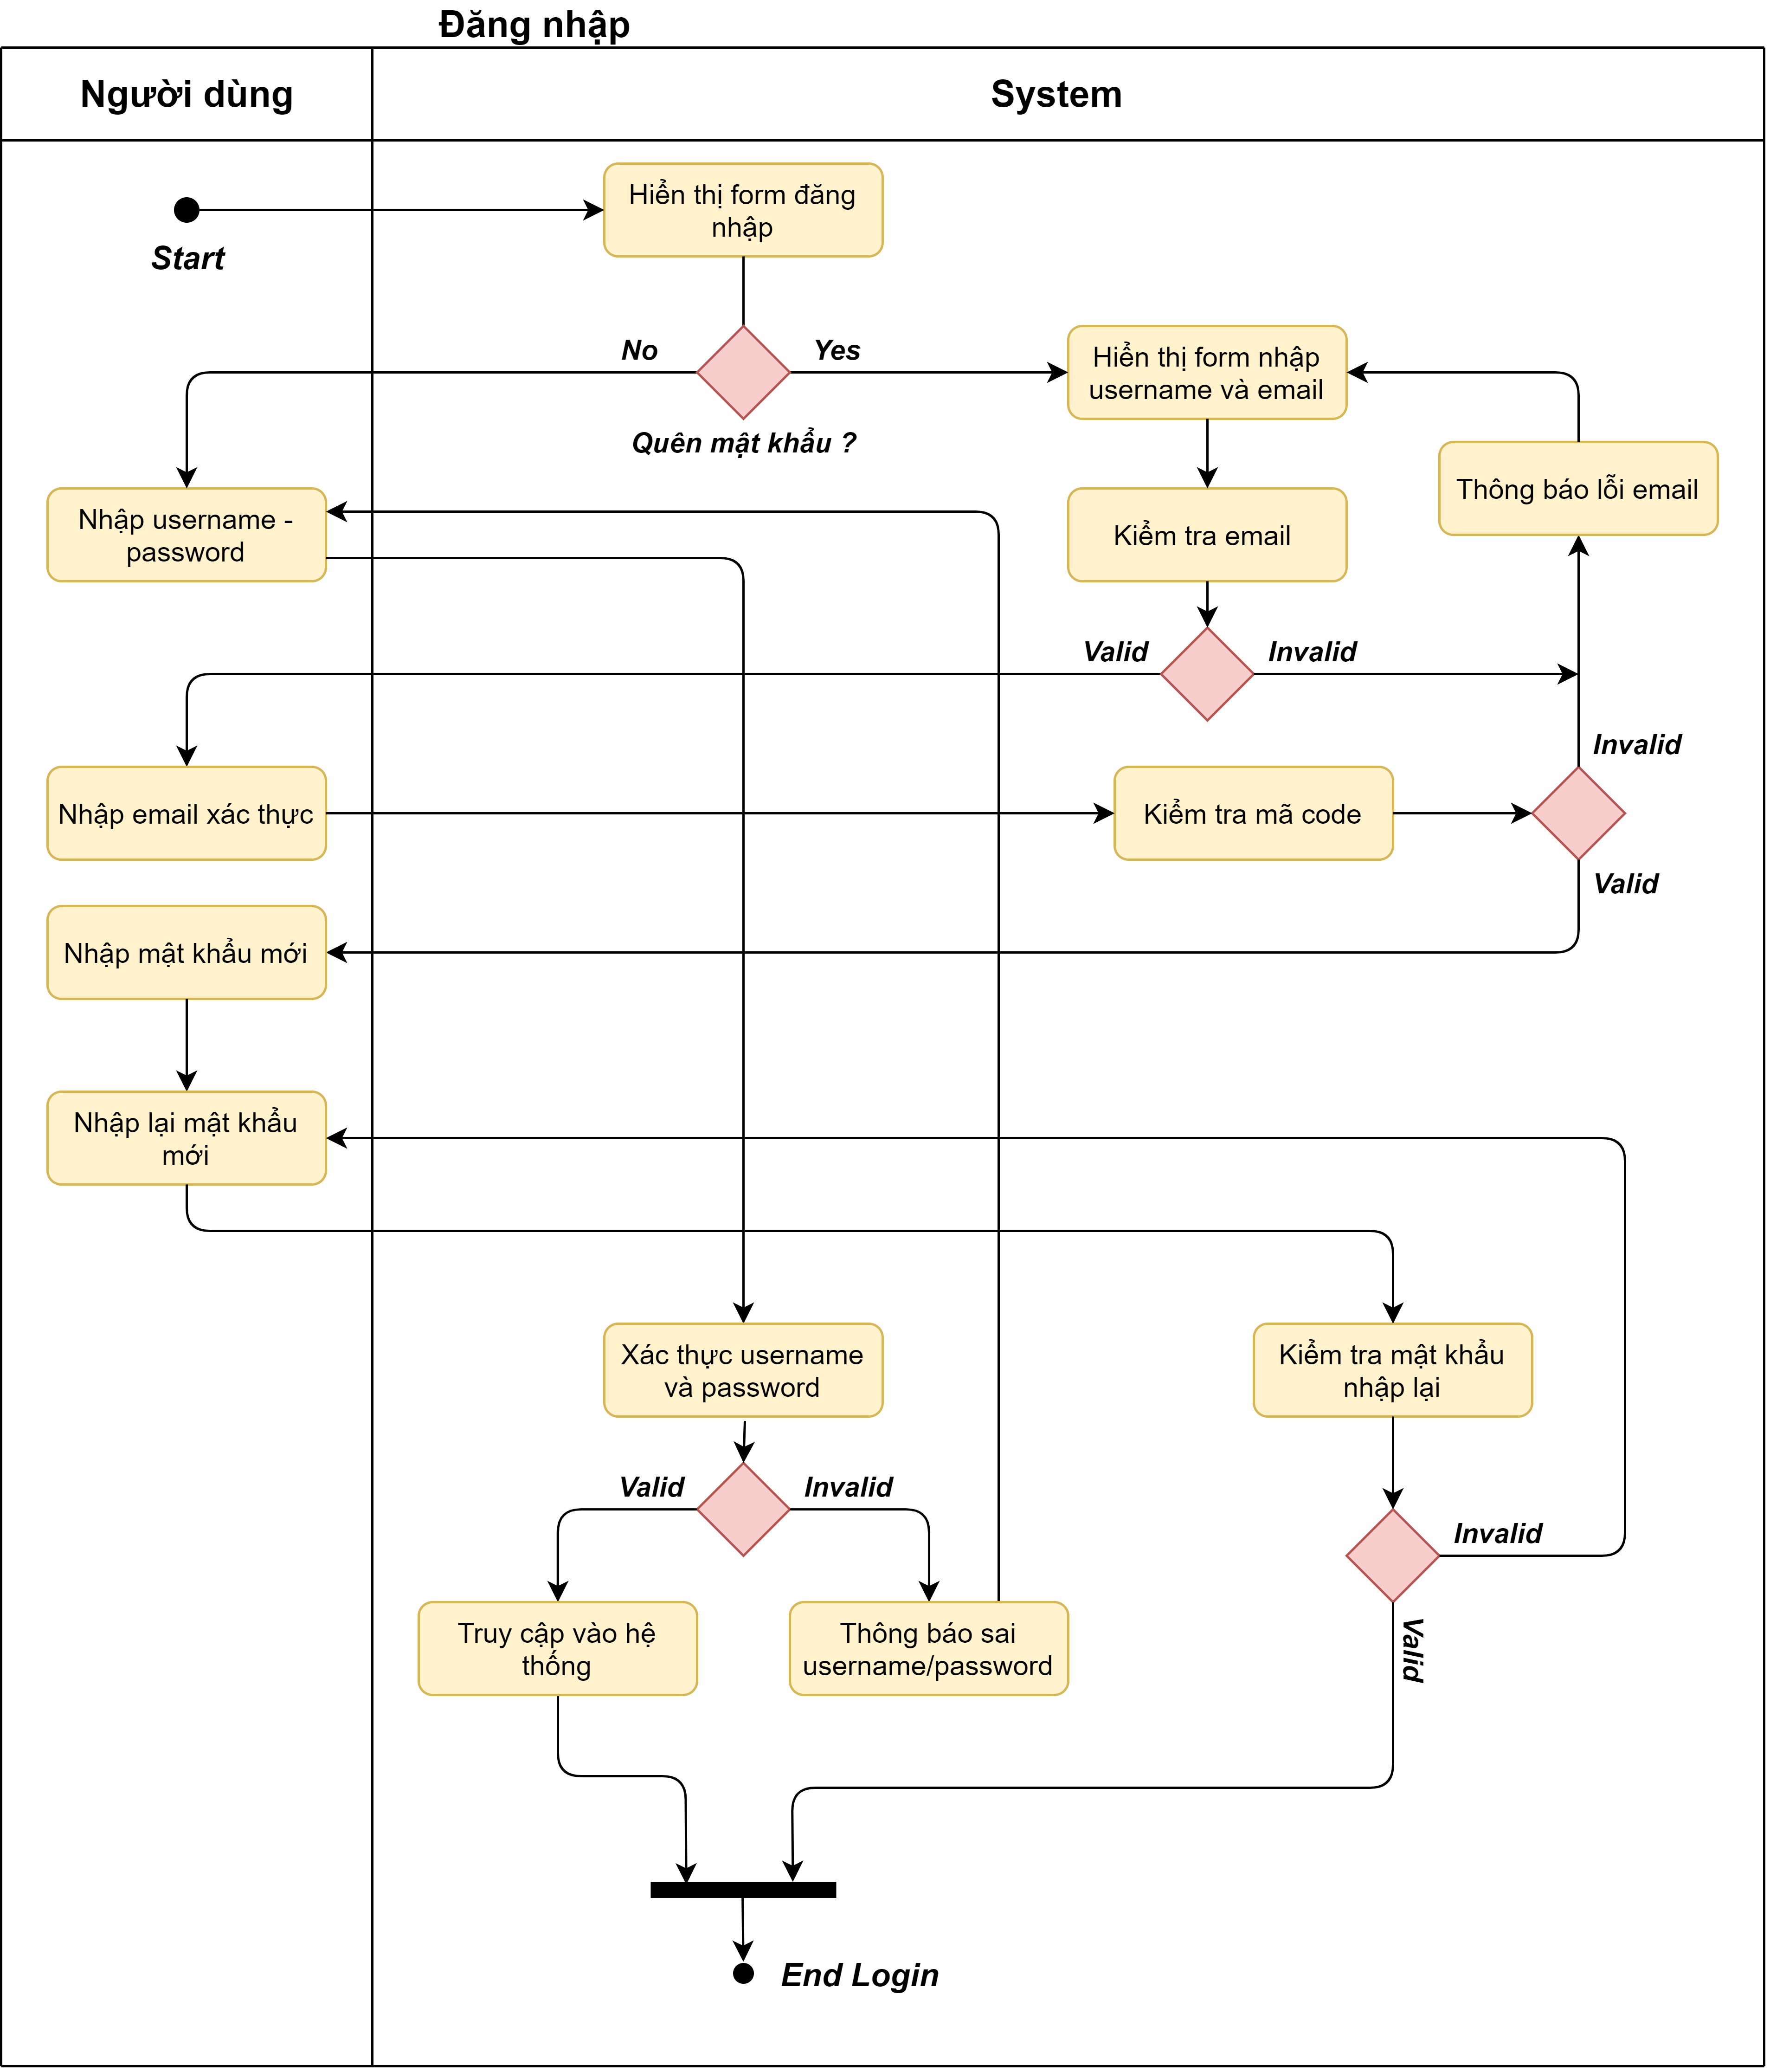 Đăng nhập
Người dùng
System
Hiển thị form đăng
nhập
Start
No
Yes
Hiển thị form nhập
username và email
Quên mật khẩu ?
Thông báo lỗi email
Nhập username -
password
Kiểm tra email
Valid
Invalid
Invalid
Nhập email xác thực
Kiểm tra mã code
Valid
Nhập mật khẩu mới
Nhập lại mật khẩu
mới
Xác thực username
và password
Kiểm tra mật khẩu
nhập lại
Valid
Invalid
Invalid
Truy cập vào hệ
thống
Thông báo sai
username/password
Valid
End Login